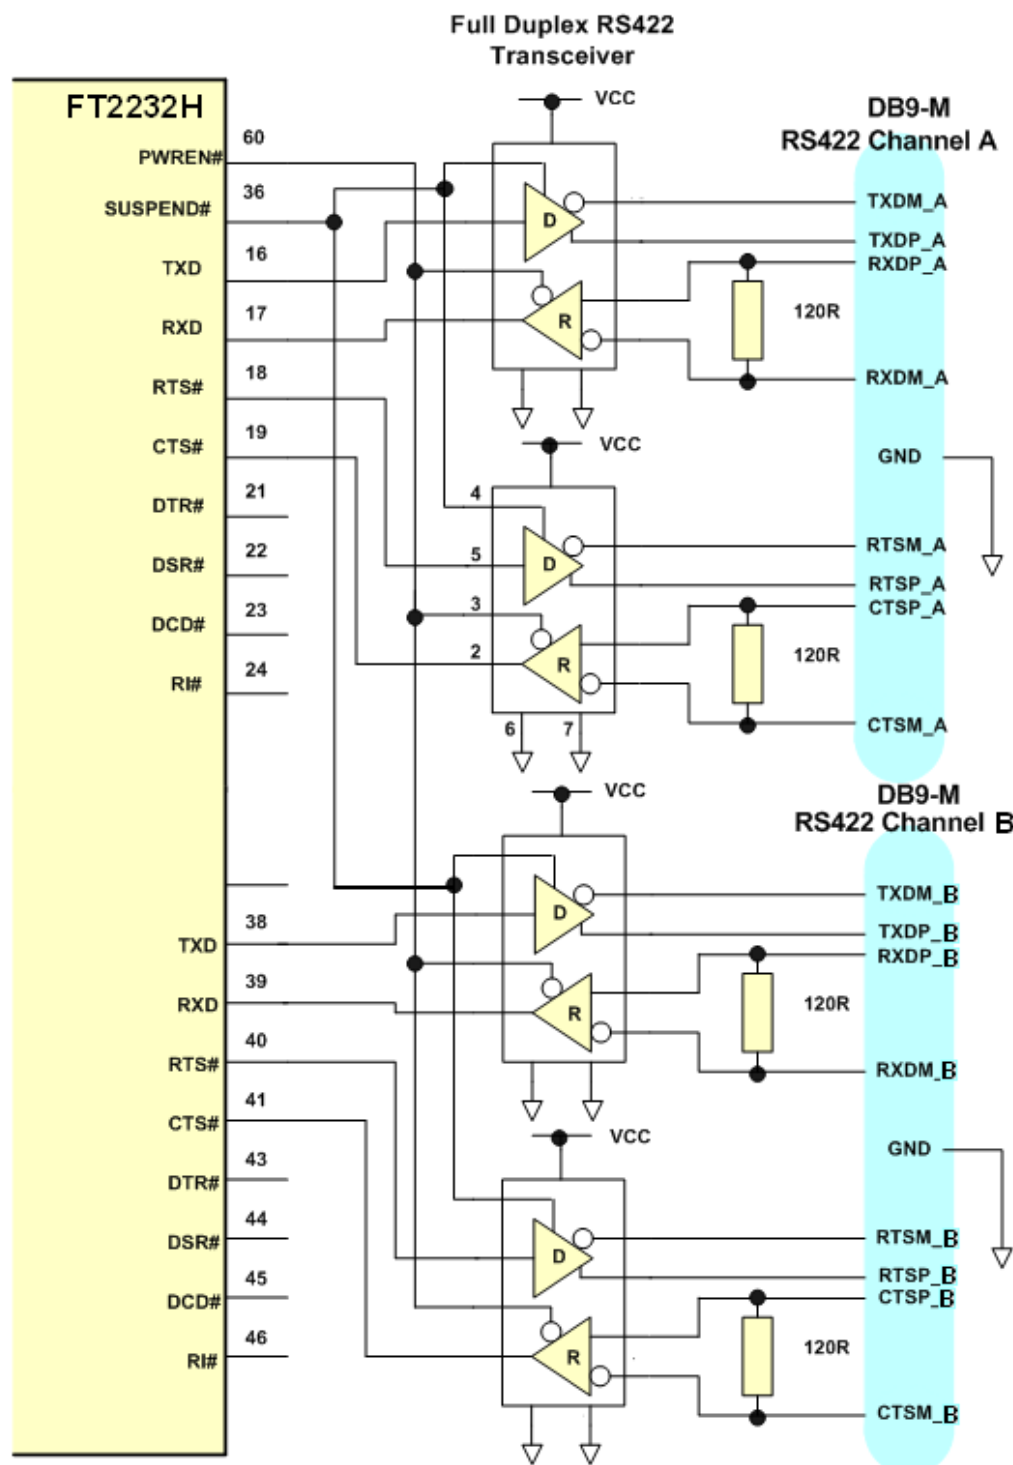 Full Duplex RS422
Transceiver
FT2232H
VCC
DB9-M
RS422 Channel A
60
PWREN#
36
SUSPEND#
16
TXD
17
RXD
18
RTS#
19
CTS#
21
DTR#
22
DSR#
23
DCD#
24
RI#
D
R
TXDM_A
TXDP_A
RXDP_A
120R
RXDM_A
VCC
GND
4
5
3
2
D
R
6
7
RTSM_A
RTSP_A
CTSP_A
120R
CTSM_A
VCC
DB9-M
RS422 Channel B
38
TXD
39
RXD
40
RTS#
41
CTS#
43
DTR#
44
DSR#
45
DCD#
46
RI#
D
R
TXDM_B
TXDP_B
RXDP_B
120R
RXDM_B
VCC
GND
D
R
RTSM_B
RTSP_B
CTSP_B
120R
CTSM_B